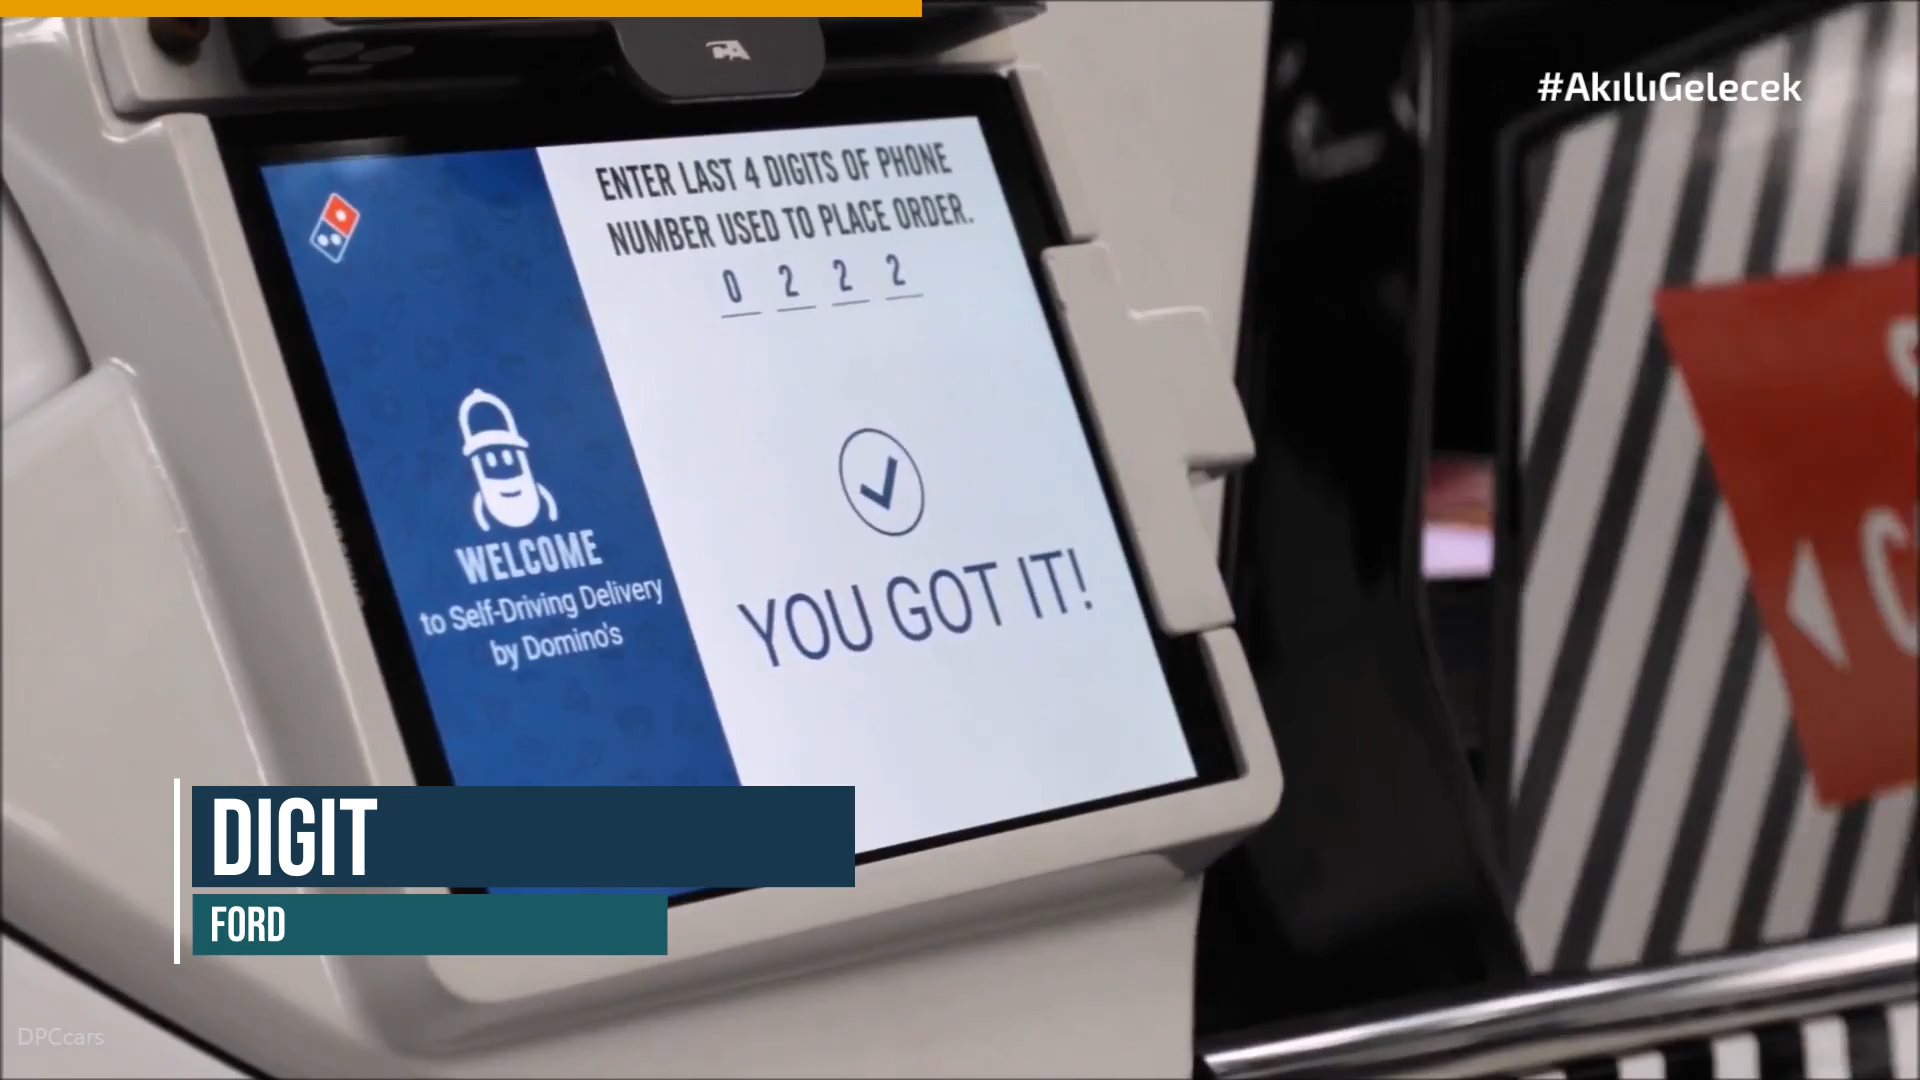 #AkıllıGelecek
ENTER LAST 4 DIGITS OF PHONE
NUMBER USED TO PLACE ORDER.
0 2 2 2
YOU GOT IT!
WELCOME
to Self-Driving Delivery
by Domino's
DIGIT
FORD
DPCcars